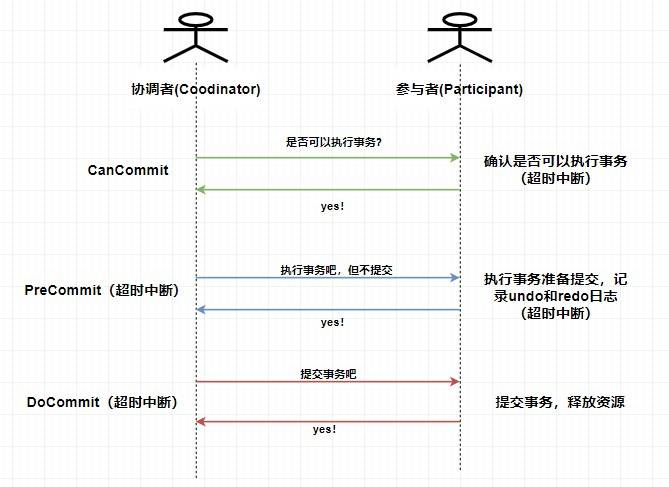 协调者(Coodinator)
参与者(Participant)
是否可以执行事务?
CanCommit
确认是否可以执行事务
（超时中断）
yes!
执行事务吧，但不提交
PreCommit（超时中断）
执行事务准备提交，记
录undo和redo日志
（超时中断）
yes!
提交事务吧
DoCommit（超时中断）
提交事务，释放资源
yes!